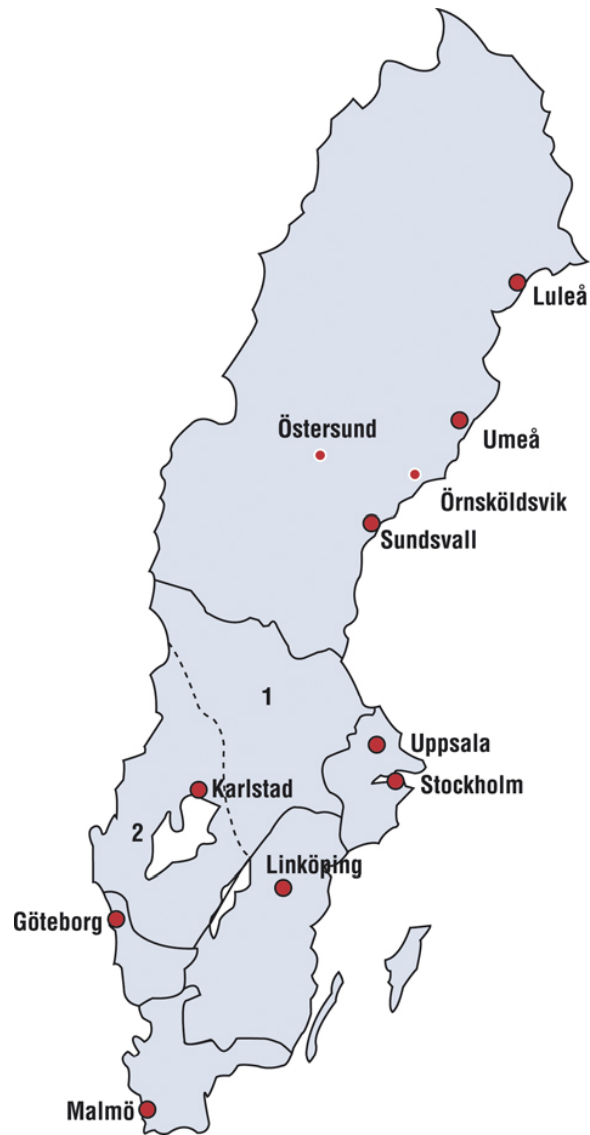 Luleå
Östersund
Umeå
Örnsköldsvik
Sundsvall
1
Uppsala
Stockholm
Karlstad
2
Linköping
Göteborg
Malmö